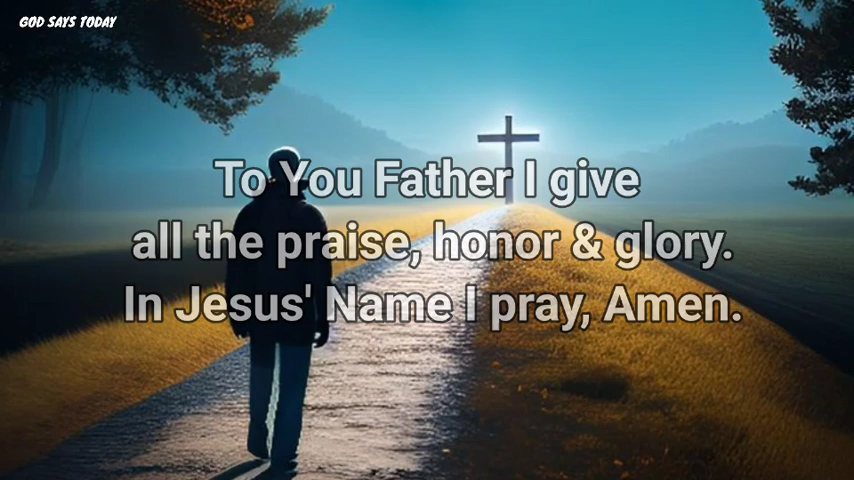 GOD SAYS TODAY
To You Father I give
all the praise, honor & glory.
In Jesus' Name I pray, Amen.